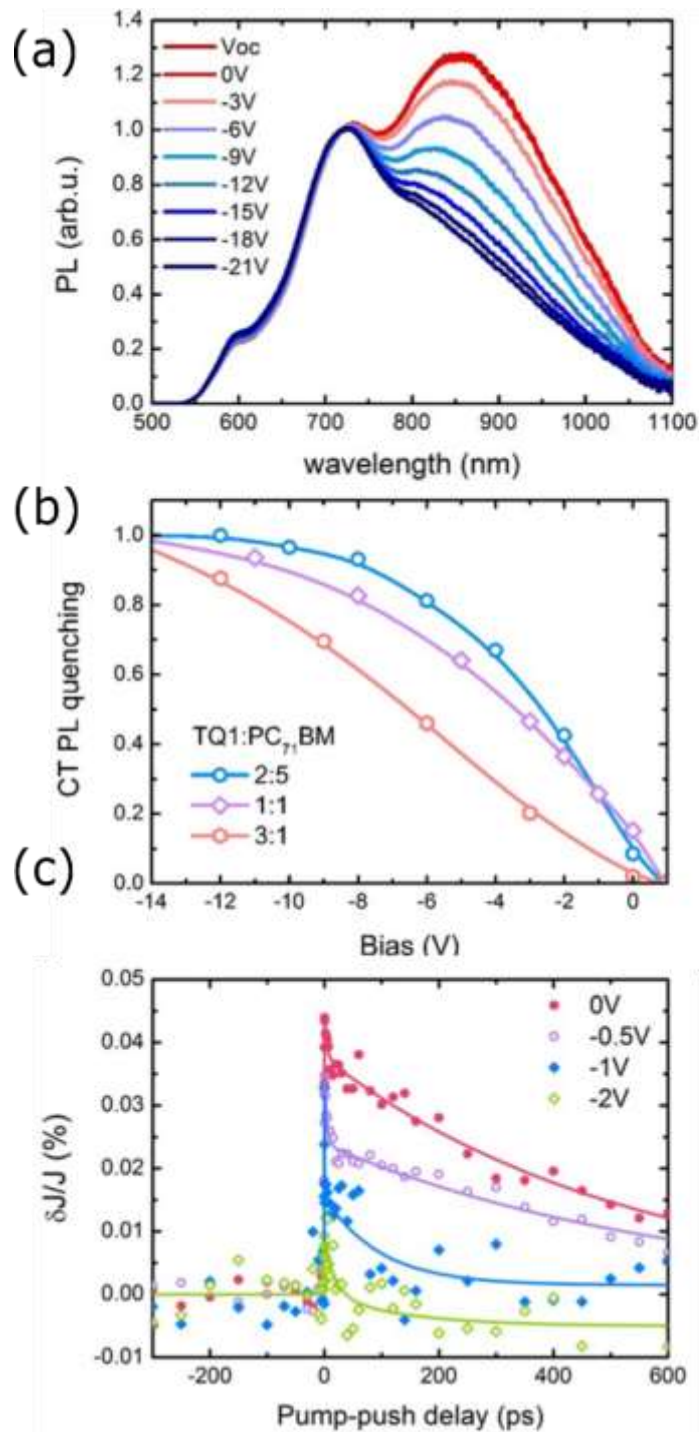 (a)
1.4
1.2
1.0
0.8
0.6
0.4
0.2
0.0
PL (arb.u.)
Voc
0V
-3V
-6V
-9V
-12V
-15V
-18V
-21V
500 600 700 800 900 1000 1100
wavelength (nm)
(b)
1.0
0.8
0.6
0.4
0.2
0.0
CT PL quenching
TQ1:PC71BM
2:5
1:1
3:1
-14 -12 -10 -8 -6 -4 -2 0
Bias (V)
(c)
0.05
0.04
0.03
0.02
0.01
0.00
-0.01
δJ/J (%)
0V
-0.5V
-1V
-2V
-200 0 200 400 600
Pump-push delay (ps)